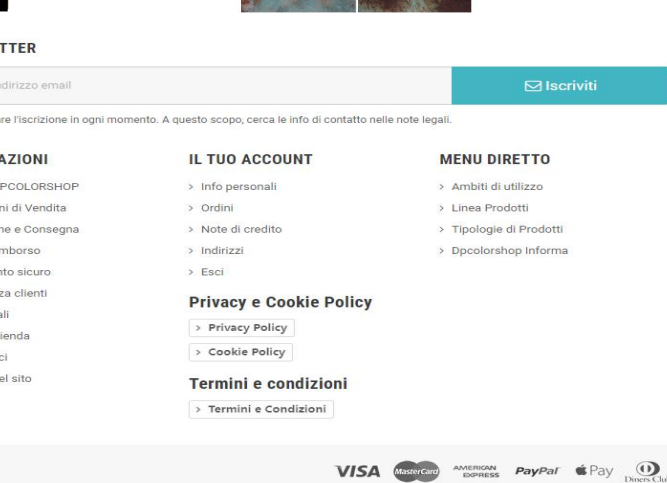 TTER
edirizzo email
Iscriviti
re l'iscrizione in ogni momento. A questo scopo, cerca le info di contatto nelle note legali.
AZIONI
PCOLORSHOP
ni di Vendita
ne e Consegna
mborso
nto sicuro
za clienti
ali
ienda
ci
el sito
IL TUO ACCOUNT
> Info personali
> Ordini
> Note di credito
> Indirizzi
> Esci
Privacy e Cookie Policy
> Privacy Policy
> Cookie Policy
Termini e condizioni
> Termini e Condizioni
MENU DIRETTO
> Ambiti di utilizzo
> Linea Prodotti
> Tipologie di Prodotti
> Dpcolorshop Informa
VISA MasterCard AMERICAN EXPRESS PayPal Pay Diners Clu